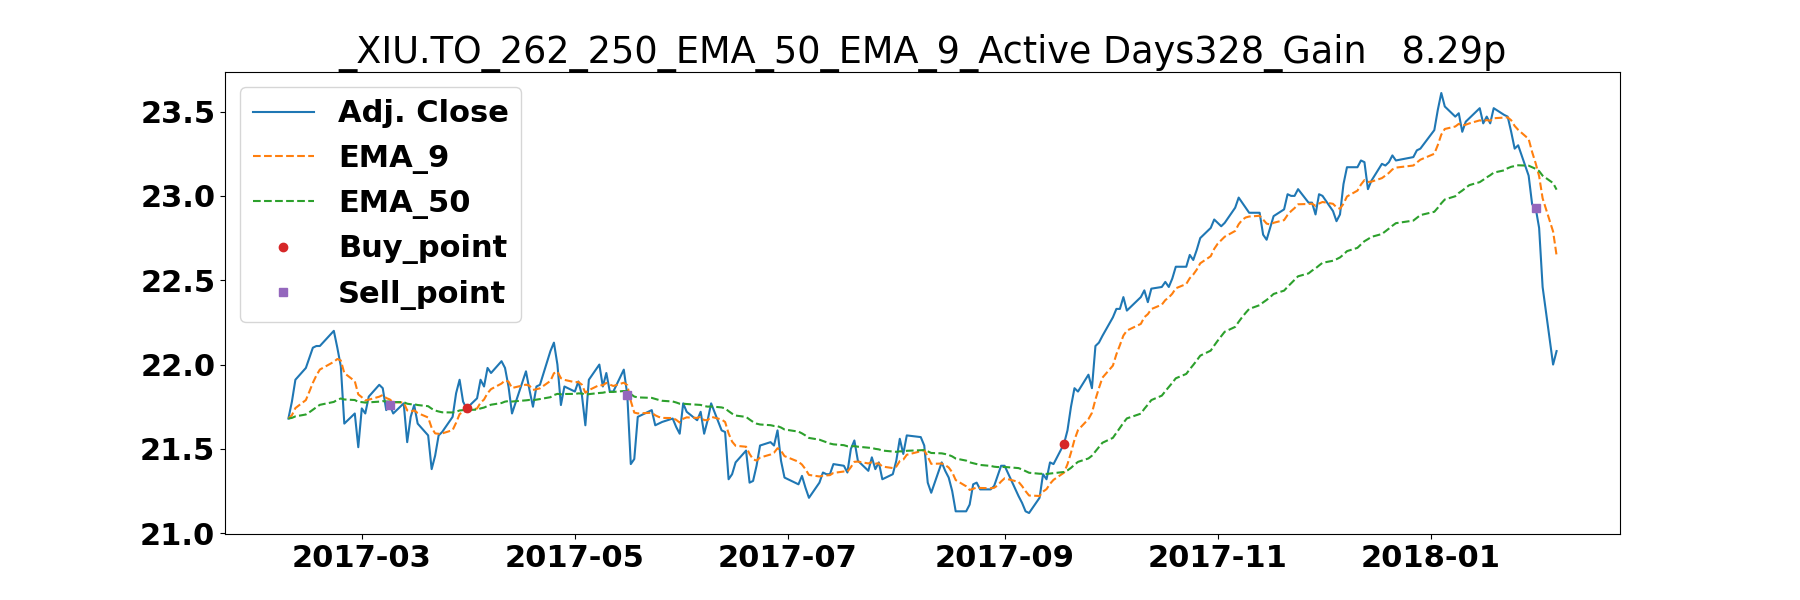 _XIU.TO_262_250_EMA_50_EMA_9_Active Days328_Gain   8.29p
Adj. Close
EMA_9
EMA_50
Buy_point
Sell_point
23.5
23.0
22.5
22.0
21.5
21.0
2017-03 2017-05 2017-07 2017-09 2017-11 2018-01